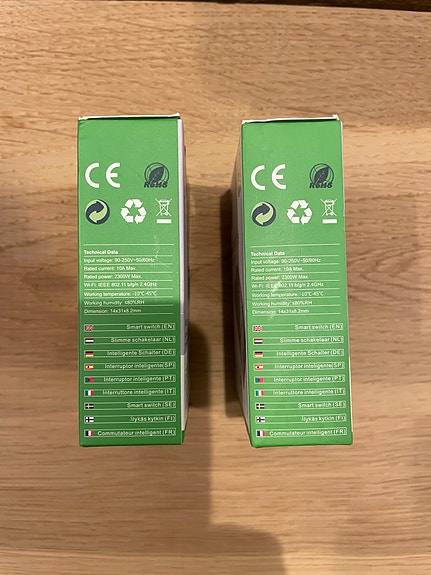 CE
RoHS
Technical Data
Input voltage: 90-250V~50/60Hz
Rated current: 10A Max.
Rated power: 2300W Max.
Wi-Fi: IEEE 802.11 b/g/n 2.4GHz
Working temperature: -10℃-45℃
Working humidity: ≤80%RH
Dimension: 14x31x8.2mm
Smart switch (EN)
Slimme schakelaar (NL)
Intelligente Schalter (DE)
Interruptor inteligente(SP)
Interruptor inteligente (PT)
Interruttore intelligente (IT)
Smart switch (SE)
älykäs kytkin (FI)
Commutateur intelligent (FR)
CE
RoHS
Technical Data
Input voltage: 90-250V~50/60Hz
Rated current: 10A Max.
Rated power: 2300W Max.
Wi-Fi: IEEE 802.11 b/g/n 2.4GHz
Working temperature: -10℃-45℃
Working humidity: ≤80%RH
Dimension: 14x31x8.2mm
Smart switch (EN)
Slimme schakelaar (NL)
Intelligente Schalter (DE)
Interruptor inteligente(SP)
Interruptor inteligente (PT)
Interruttore intelligente (IT)
Smart switch (SE)
älykäs kytkin (FI)
Commutateur intelligent (FR)